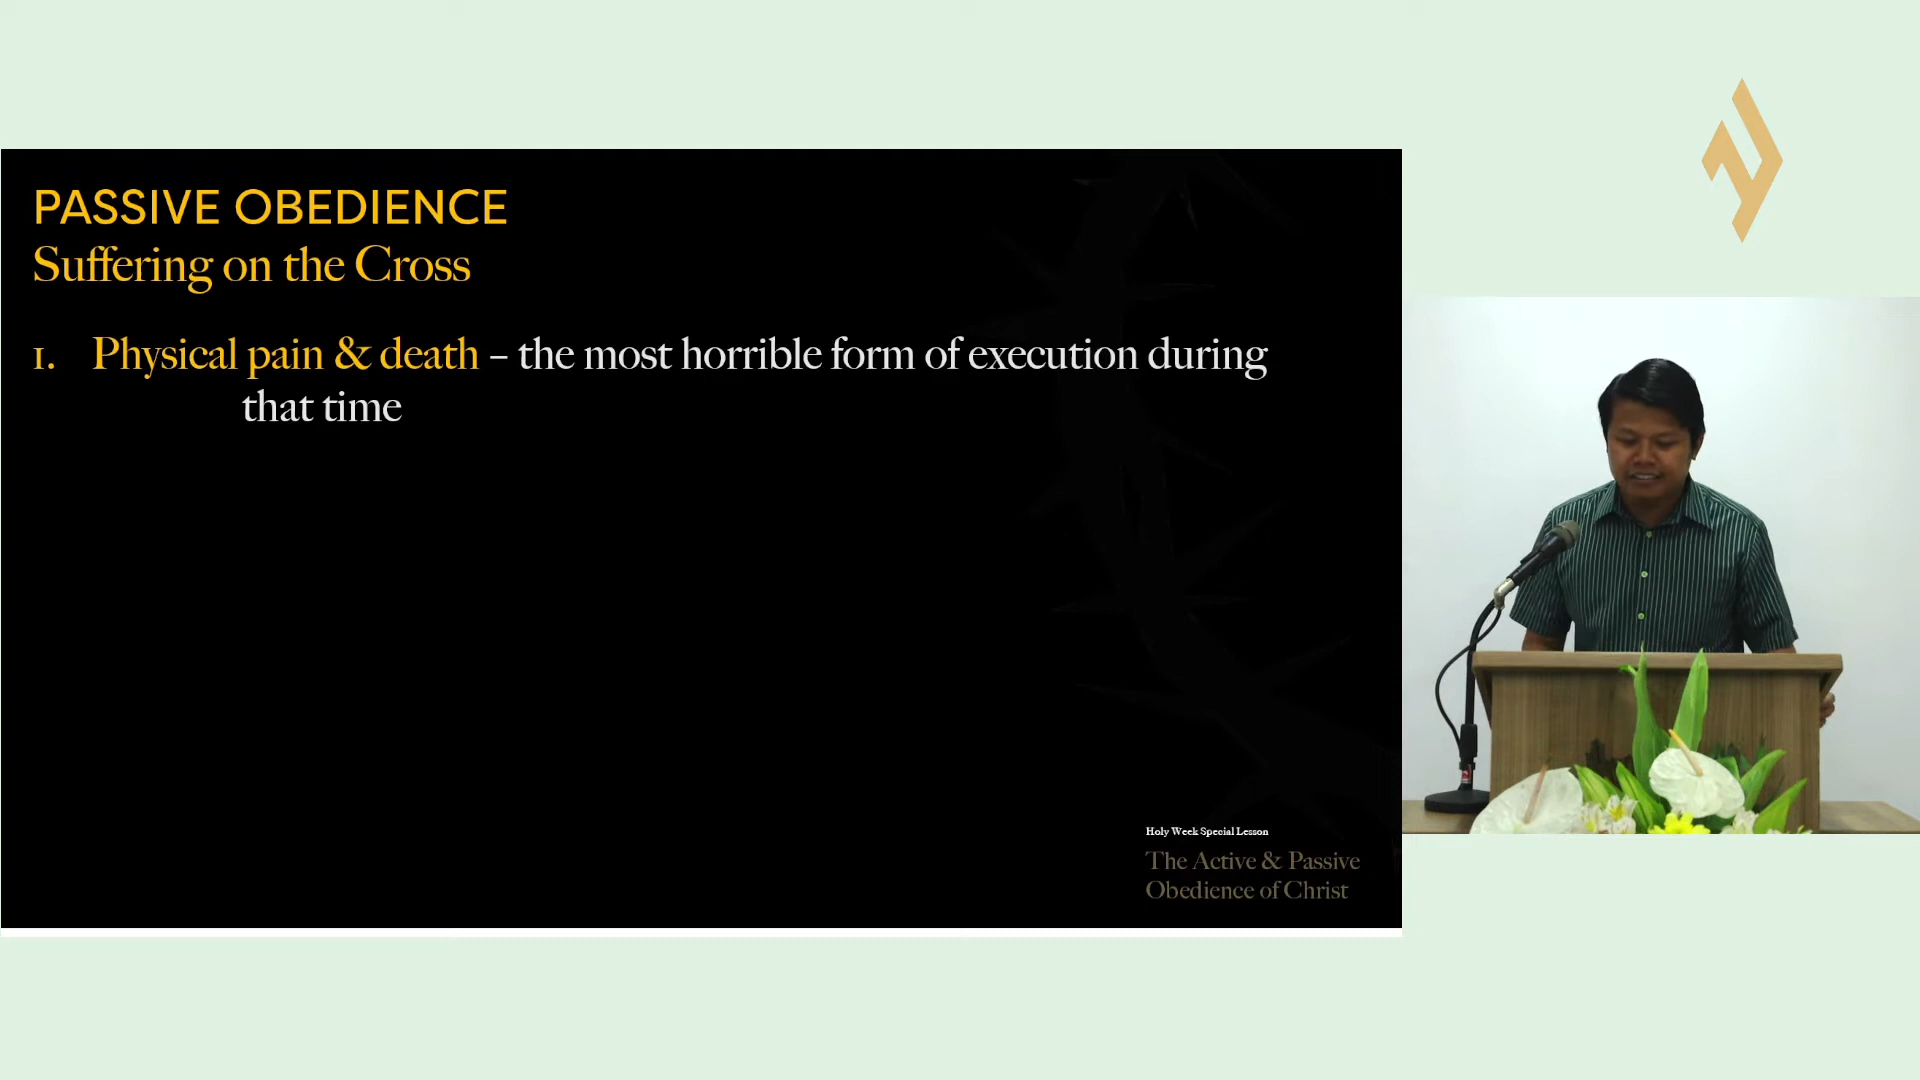 PASSIVE OBEDIENCE
Suffering on the Cross
1. Physical pain & death – the most horrible form of execution during
that time
Holy Week Special Lesson
The Active & Passive
Obedience of Christ